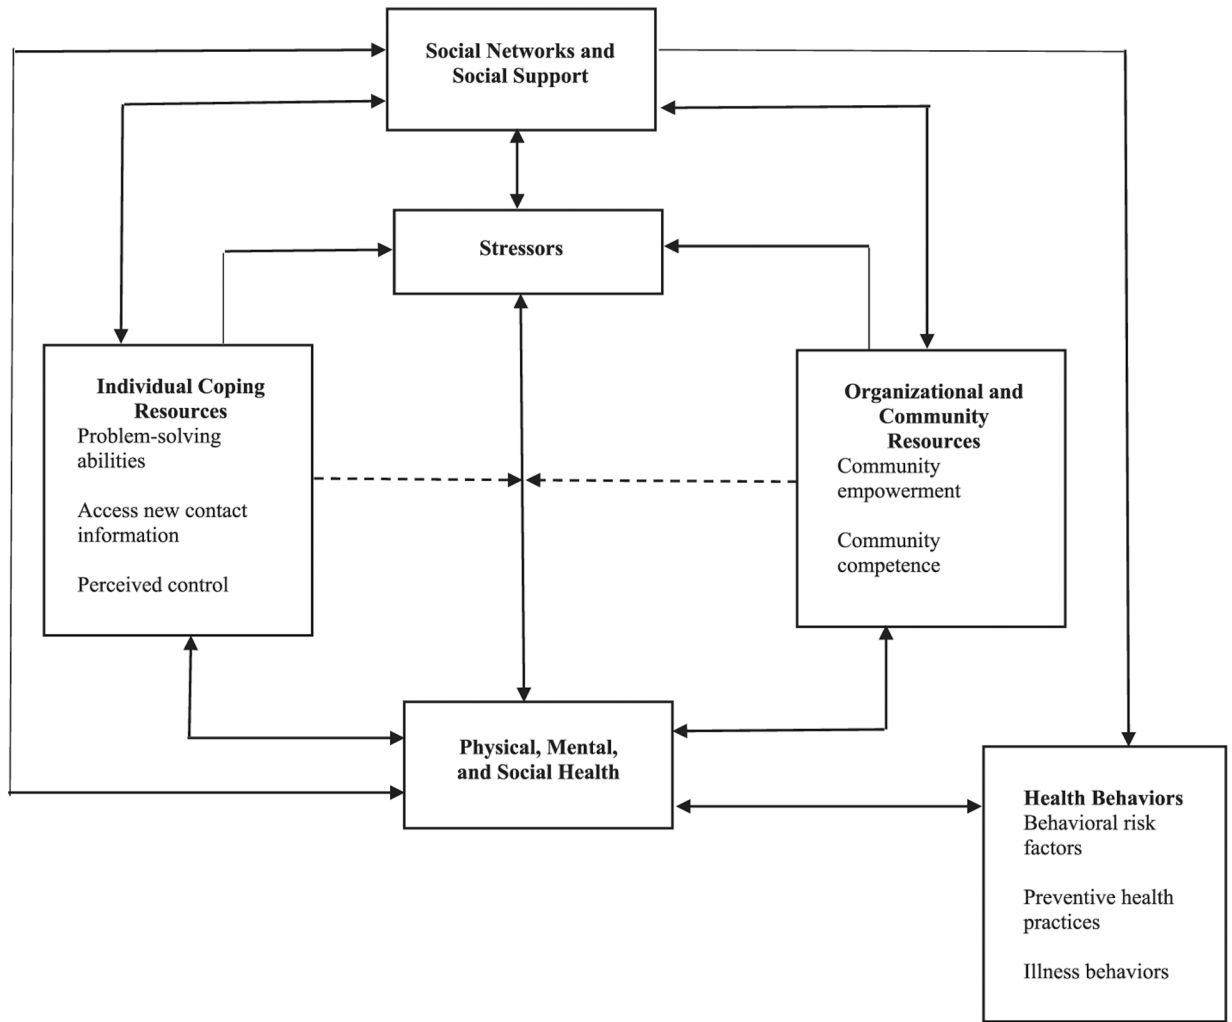 Social Networks and
Social Support
Stressors
Individual Coping
Resources
Problem-solving
abilities
Access new contact
information
Perceived control
Organizational and
Community
Resources
Community
empowerment
Community
competence
Physical, Mental,
and Social Health
Health Behaviors
Behavioral risk
factors
Preventive health
practices
Illness behaviors